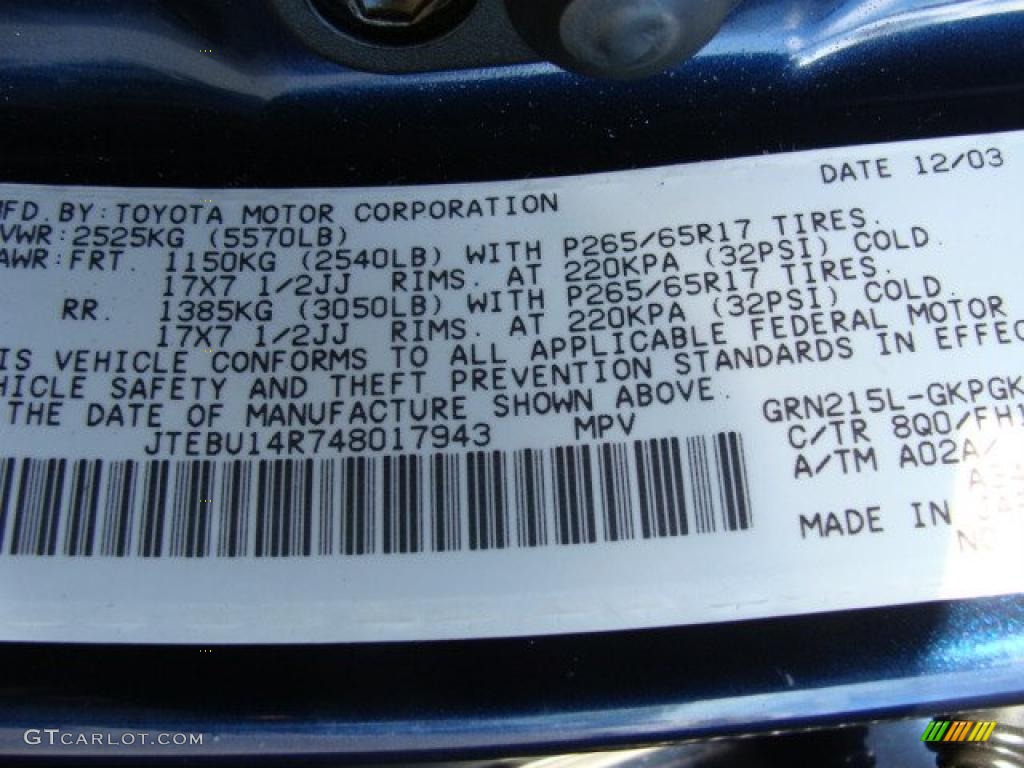 DATE 12/03
MFD. BY: TOYOTA MOTOR CORPORATION
VWR: 2525KG (5570LB)
AWR: FRT. 1150KG (2540LB) WITH P265/65R17 TIRES.
17X7 1/2JJ RIMS. AT 220KPA (32PSI) COLD.
RR. 1385KG (3050LB) WITH P265/65R17 TIRES.
17X7 1/2JJ RIMS. AT 220KPA (32PSI) COLD.
IS VEHICLE CONFORMS TO ALL APPLICABLE FEDERAL MOTOR
HICLE SAFETY AND THEFT PREVENTION STANDARDS IN EFFEC
THE DATE OF MANUFACTURE SHOWN ABOVE.
JTEBU14R748017943 MPV
GRN215L-GKPGK
C/TR 8Q0/FH1
A/TM A02A/
MADE IN
GTCARLOT.COM